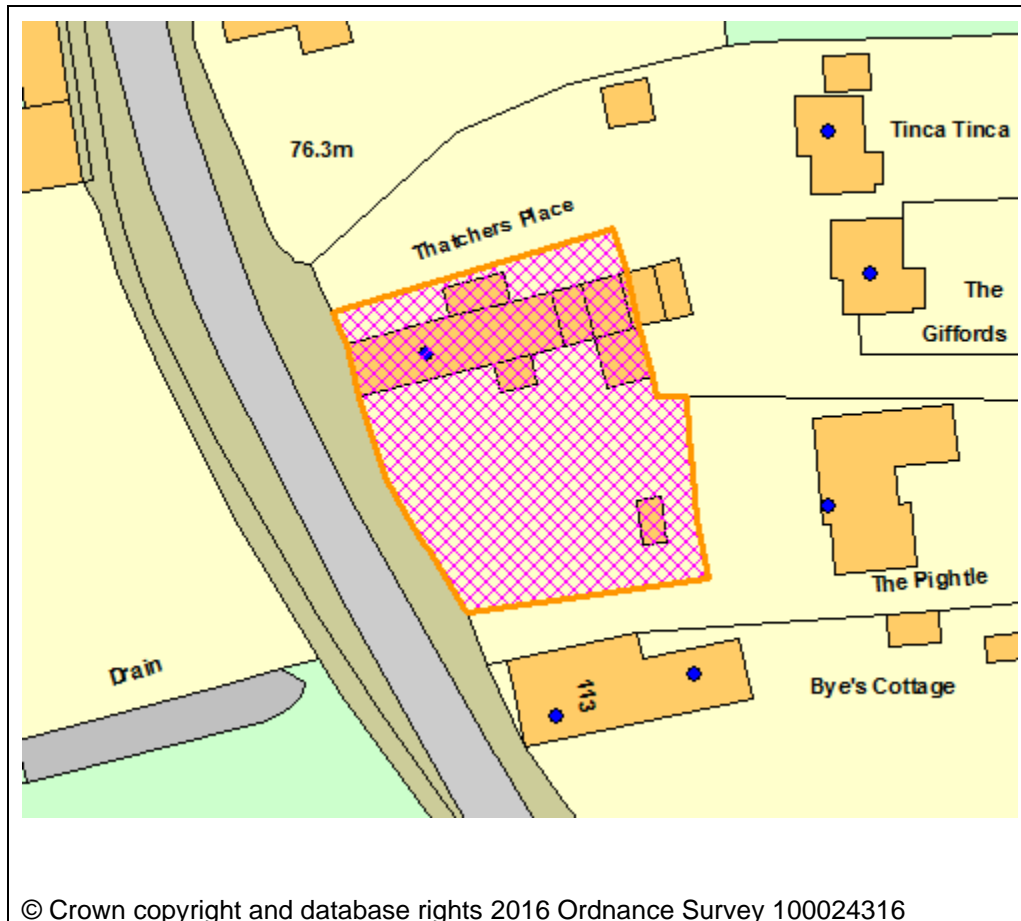 Tinca Tinca
76.3m
Thatchers Place
The
Giffords
The Pightle
Drain
113
Bye's Cottage
© Crown copyright and database rights 2016 Ordnance Survey 100024316